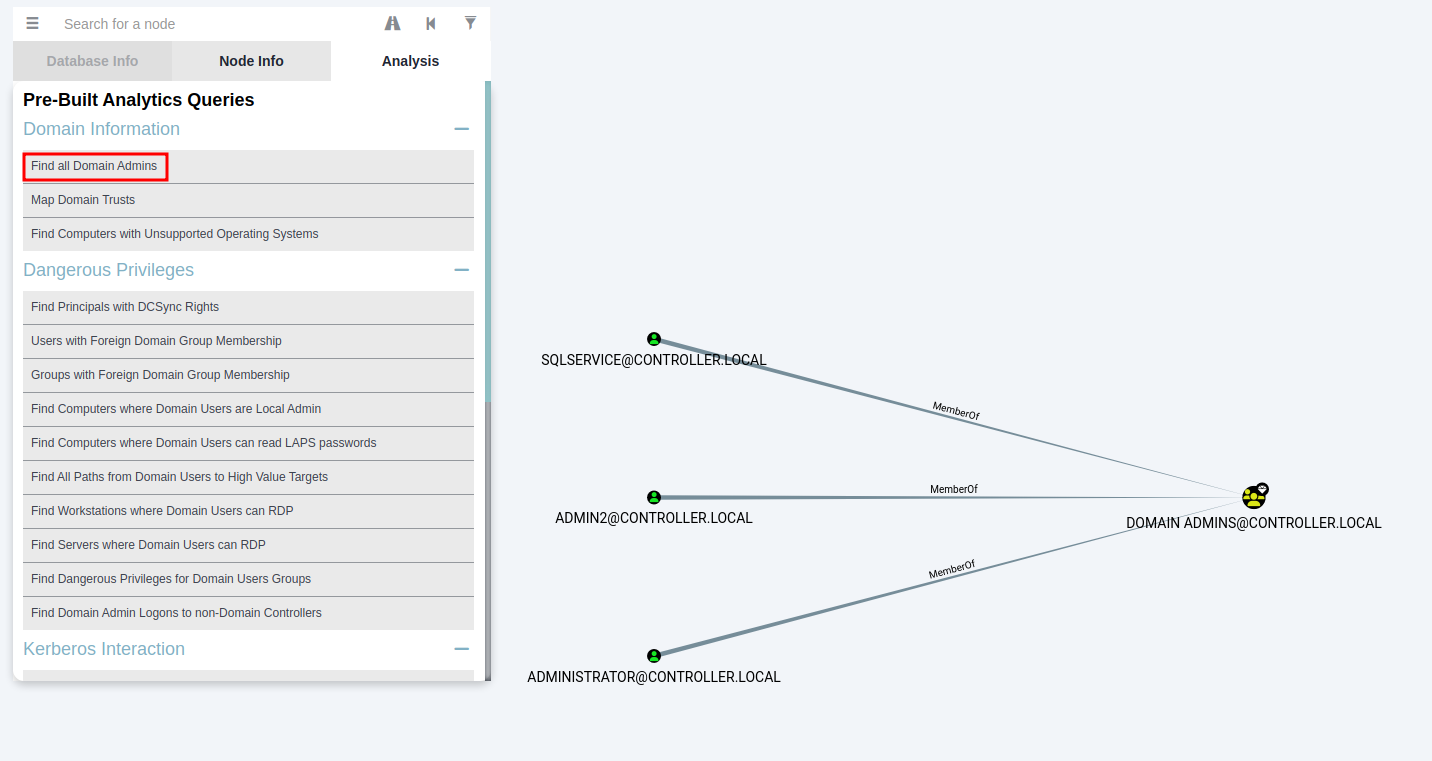 Search for a node
Database Info
Node Info
Analysis
Pre-Built Analytics Queries
Domain Information
Find all Domain Admins
Map Domain Trusts
Find Computers with Unsupported Operating Systems
Dangerous Privileges
Find Principals with DCSync Rights
Users with Foreign Domain Group Membership
Groups with Foreign Domain Group Membership
Find Computers where Domain Users are Local Admin
Find Computers where Domain Users can read LAPS passwords
Find All Paths from Domain Users to High Value Targets
Find Workstations where Domain Users can RDP
Find Servers where Domain Users can RDP
Find Dangerous Privileges for Domain Users Groups
Find Domain Admin Logons to non-Domain Controllers
Kerberos Interaction
SQLSERVICE@CONTROLLER.LOCAL
MemberOf
ADMIN2@CONTROLLER.LOCAL
MemberOf
DOMAIN ADMINS@CONTROLLER.LOCAL
MemberOf
ADMINISTRATOR@CONTROLLER.LOCAL